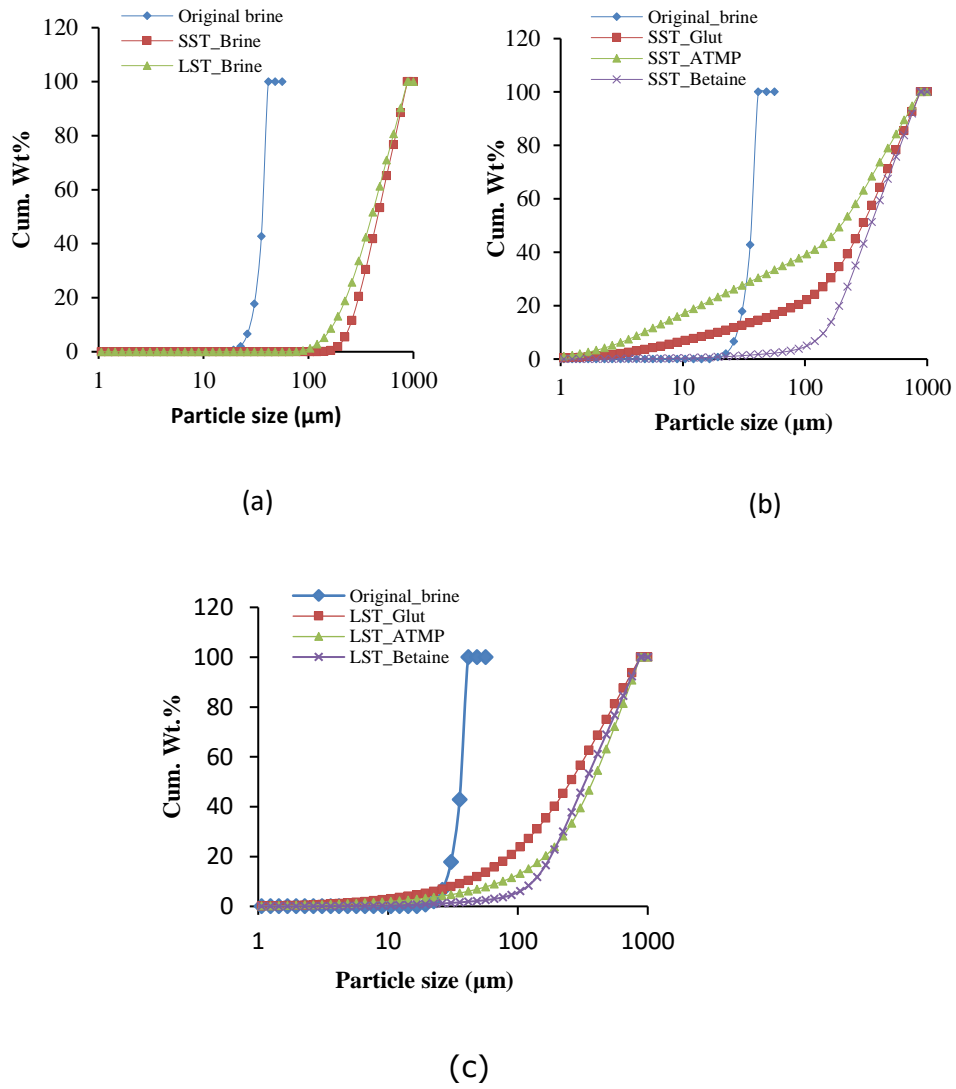 Original brine
SST_Brine
LST_Brine
120
100
80
60
40
20
0
Cum. Wt%
1 10 100 1000
Particle size (µm)
(a)
Original_brine
SST_Glut
SST_ATMP
SST_Betaine
120
100
80
60
40
20
0
Cum. Wt%
1 10 100 1000
Particle size (µm)
(b)
Original_brine
LST_Glut
LST_ATMP
LST_Betaine
120
100
80
60
40
20
0
Cum. Wt.%
1 10 100 1000
Particle size (µm)
(c)